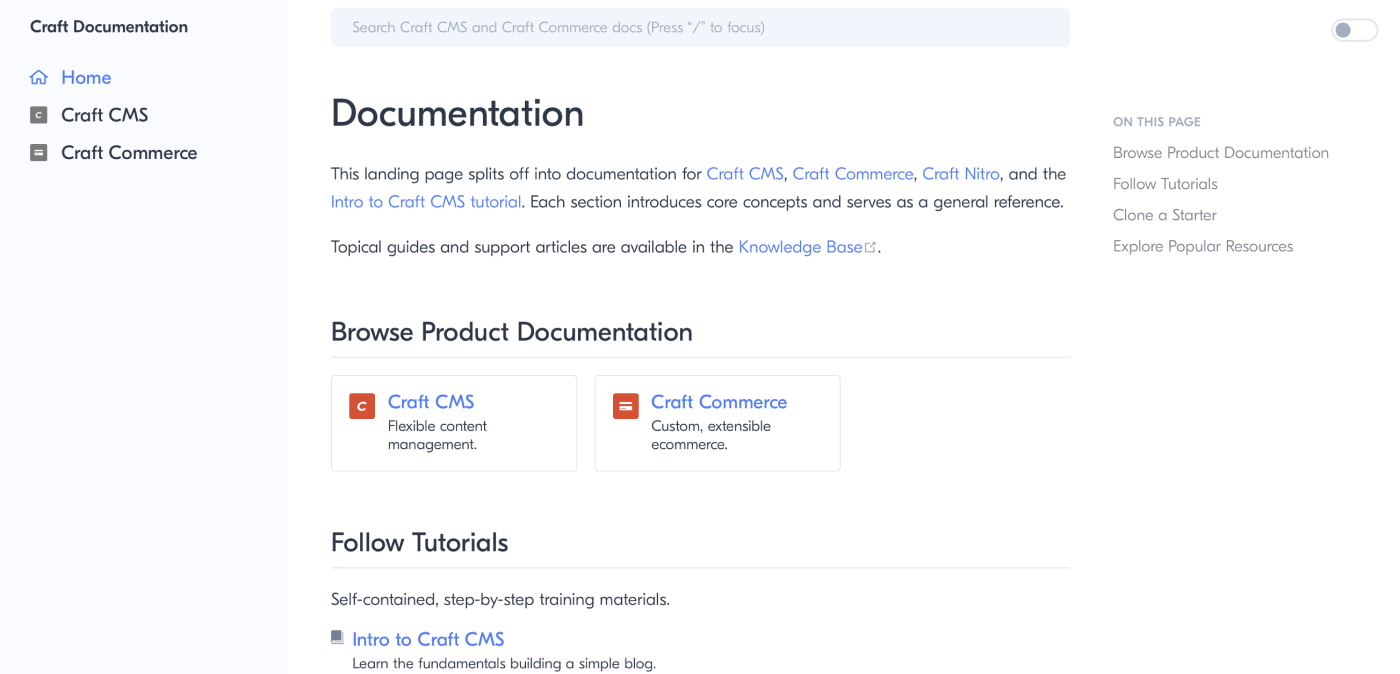 Craft Documentation
Home
Craft CMS
Craft Commerce
Search Craft CMS and Craft Commerce docs (Press “/” to focus)
Documentation
This landing page splits off into documentation for Craft CMS, Craft Commerce, Craft Nitro, and the
Intro to Craft CMS tutorial. Each section introduces core concepts and serves as a general reference.
Topical guides and support articles are available in the Knowledge Base.
Browse Product Documentation
C
Craft CMS
Flexible content
management.
Craft Commerce
Custom, extensible
ecommerce.
Follow Tutorials
Self-contained, step-by-step training materials.
Intro to Craft CMS
Learn the fundamentals building a simple blog.
ON THIS PAGE
Browse Product Documentation
Follow Tutorials
Clone a Starter
Explore Popular Resources